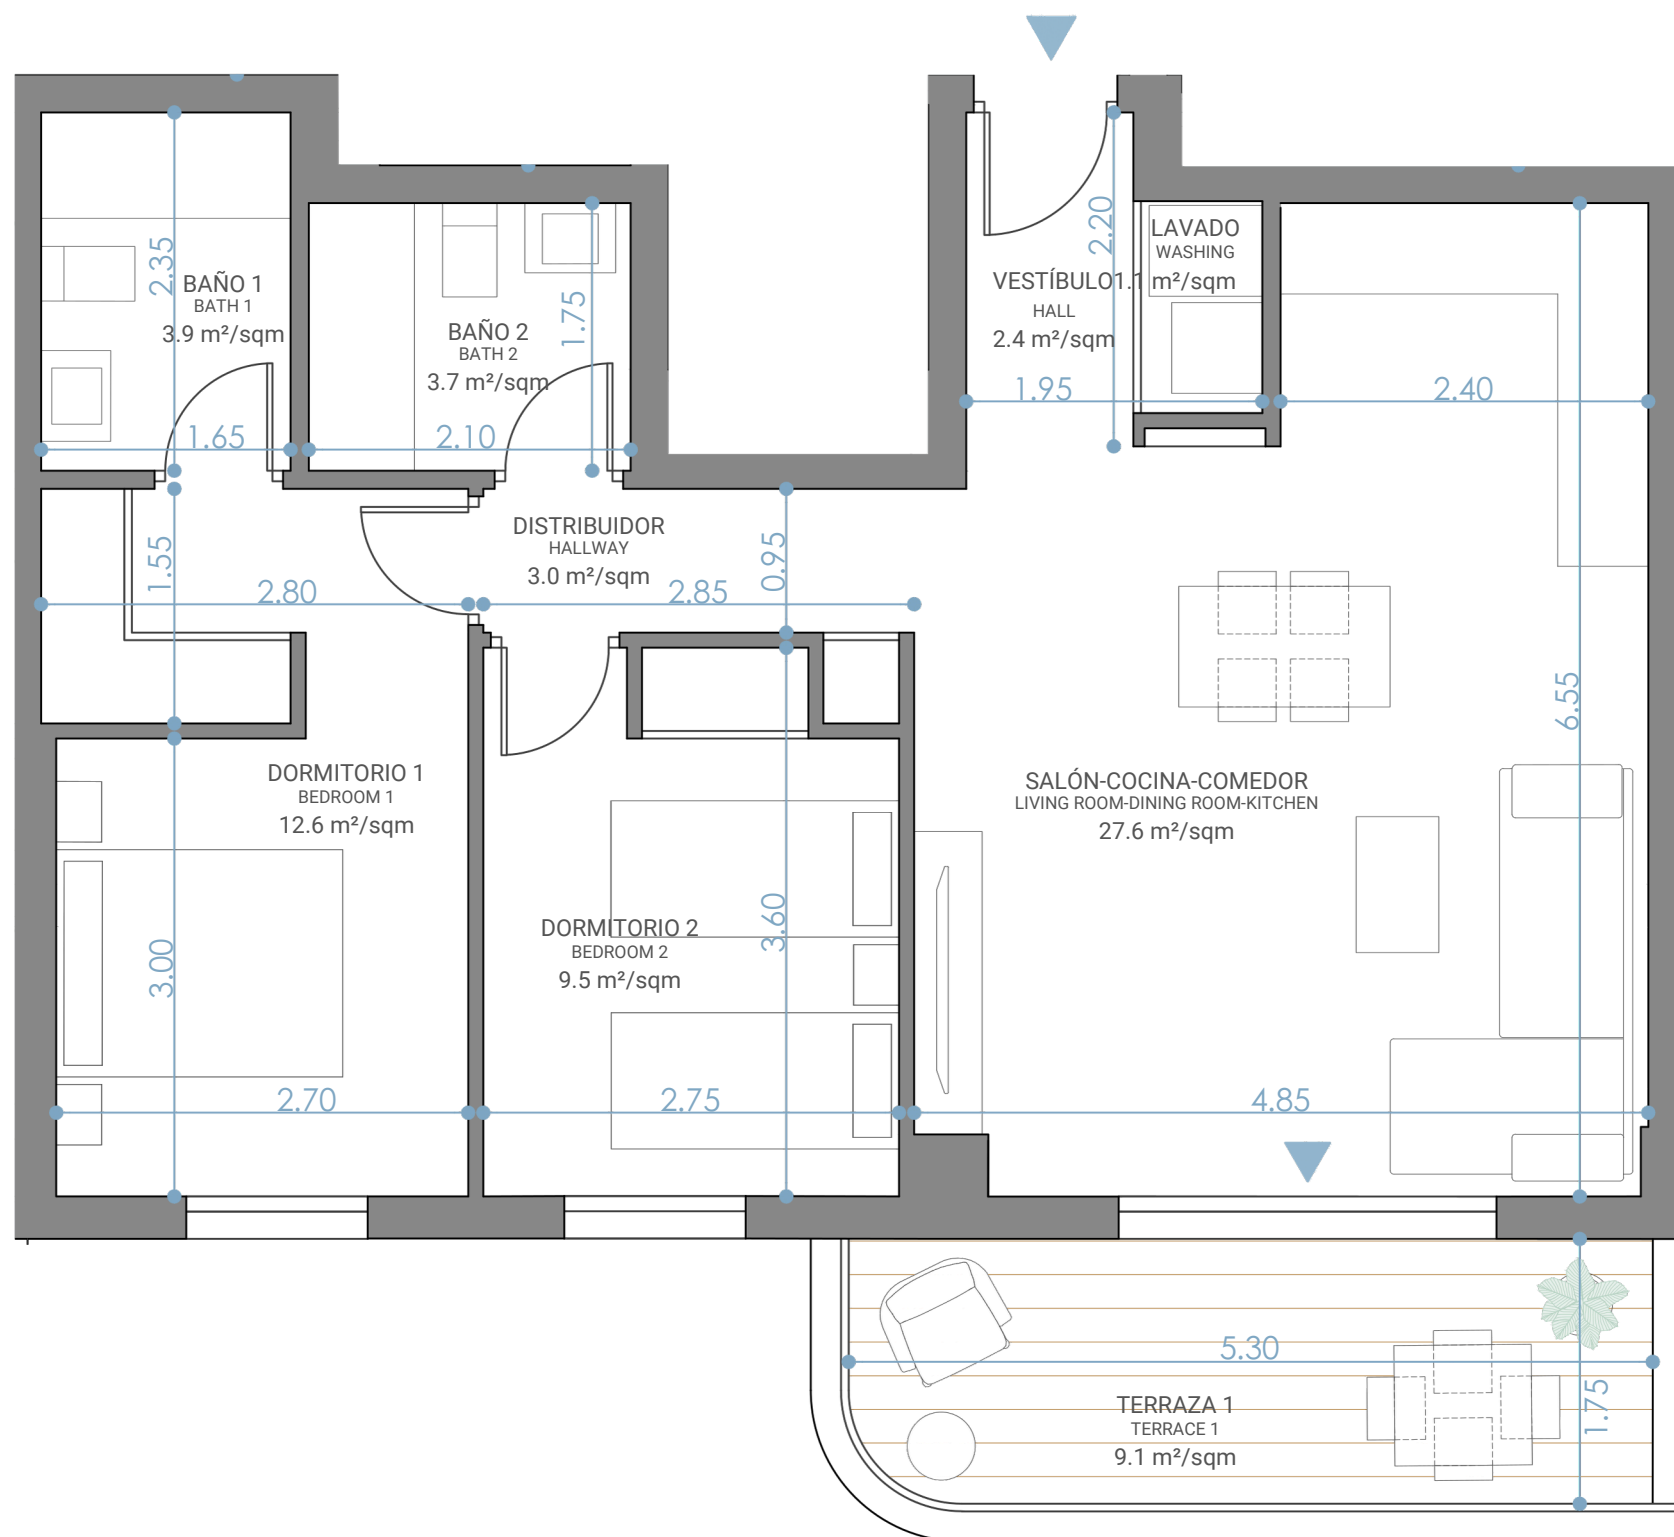 BAÑO 1
BATH 1
3.9 m²/sqm
2.35
1.65
BAÑO 2
BATH 2
3.7 m²/sqm
1.75
2.10
VESTÍBULO
HALL
2.4 m²/sqm
2.20
1.95
LAVADO
WASHING
1.1 m²/sqm
2.40
DISTRIBUIDOR
HALLWAY
3.0 m²/sqm
1.55
2.80
2.85
0.95
DORMITORIO 1
BEDROOM 1
12.6 m²/sqm
3.00
2.70
DORMITORIO 2
BEDROOM 2
9.5 m²/sqm
3.60
2.75
SALÓN-COCINA-COMEDOR
LIVING ROOM-DINING ROOM-KITCHEN
27.6 m²/sqm
6.55
4.85
5.30
TERRAZA 1
TERRACE 1
9.1 m²/sqm
1.75